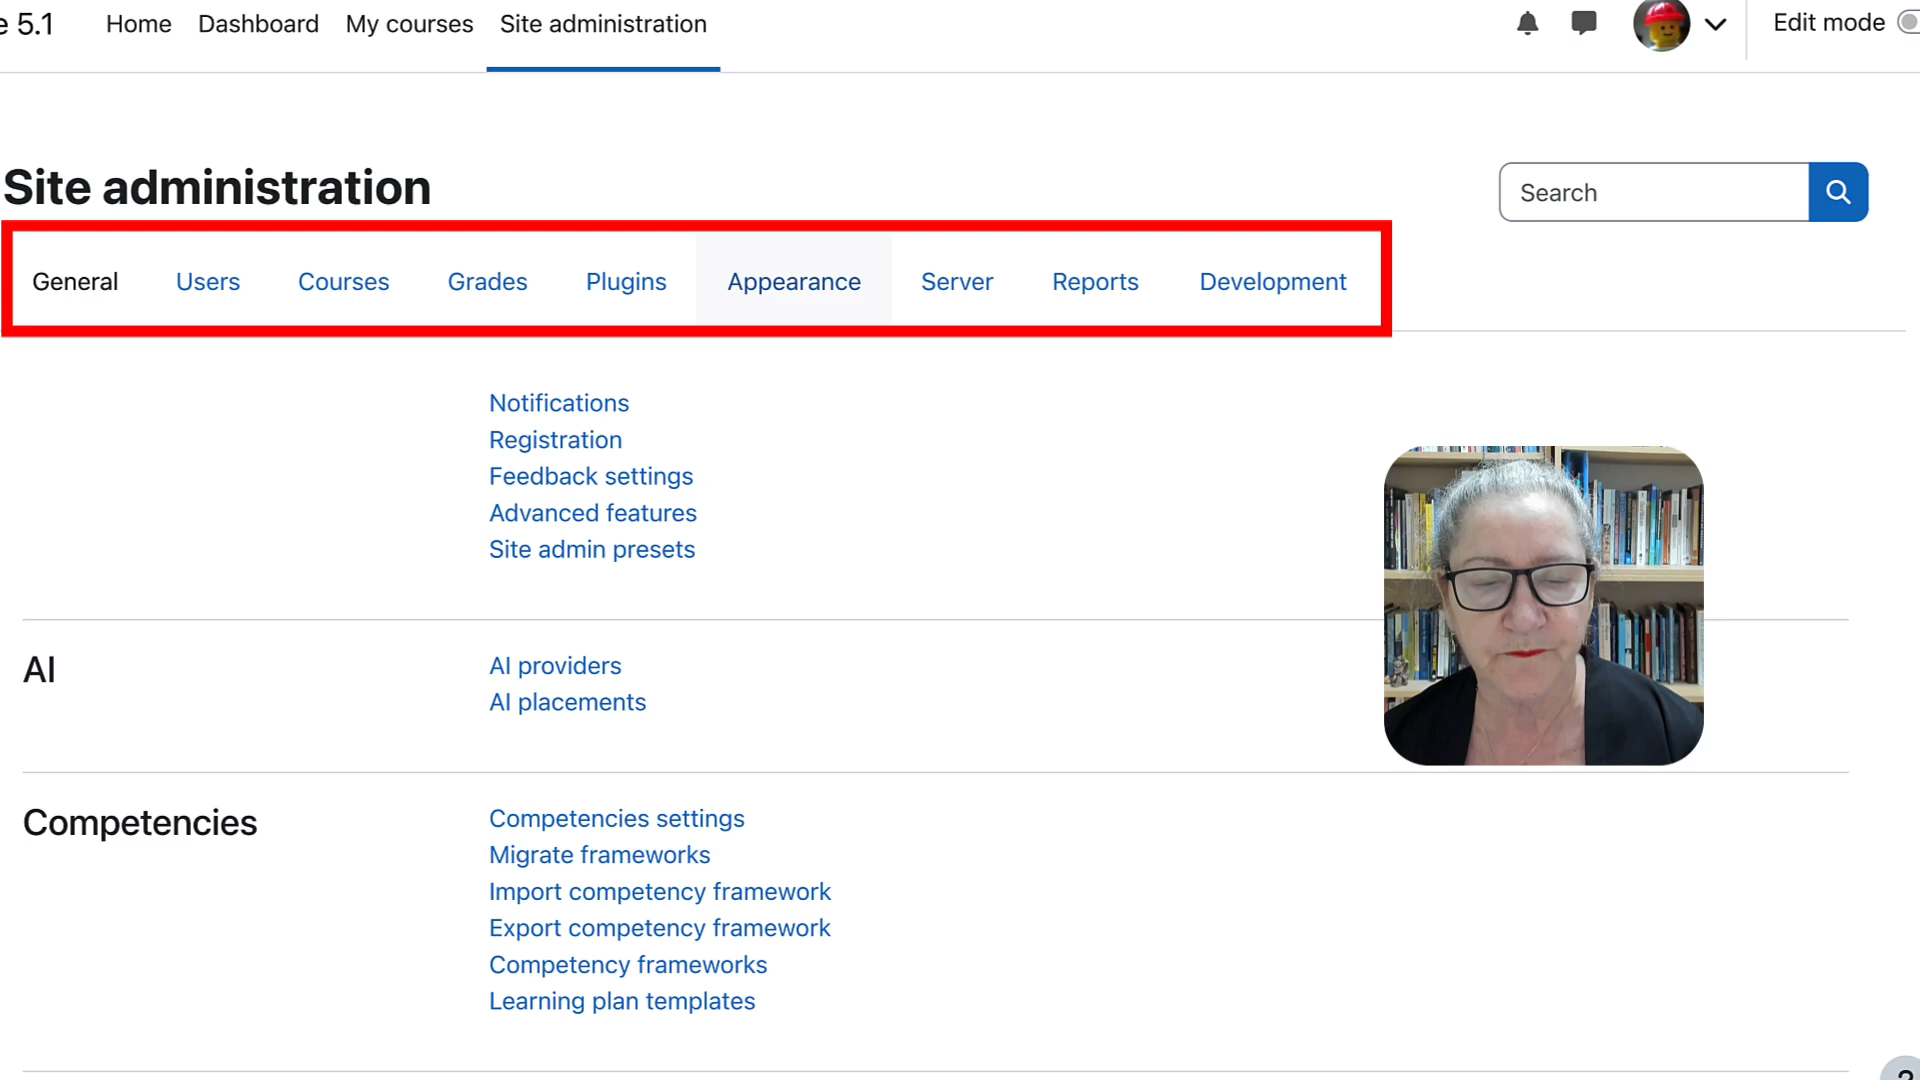 e 5.1 Home Dashboard My courses Site administration Edit mode
Site administration
Search
General Users Courses Grades Plugins Appearance Server Reports Development
Notifications
Registration
Feedback settings
Advanced features
Site admin presets
AI
AI providers
AI placements
Competencies
Competencies settings
Migrate frameworks
Import competency framework
Export competency framework
Competency frameworks
Learning plan templates
?